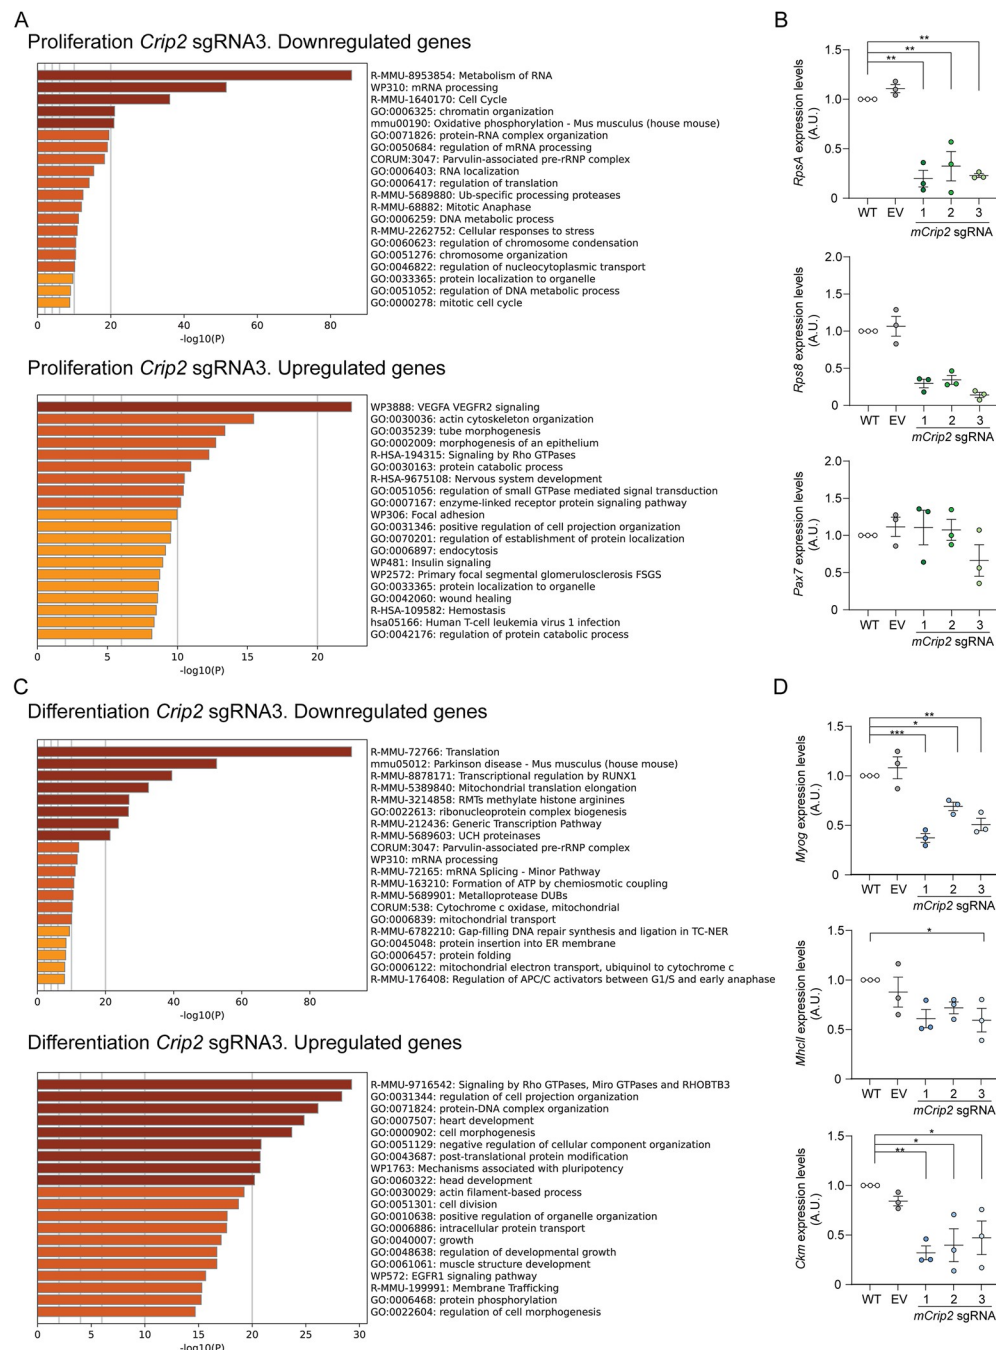 A
Proliferation Crip2 sgRNA3. Downregulated genes
R-MMU-8953854: Metabolism of RNA
WP310: mRNA processing
R-MMU-1640170: Cell Cycle
GO:0006325: chromatin organization
mmu00190: Oxidative phosphorylation - Mus musculus (house mouse)
GO:0071826: protein-RNA complex organization
GO:0050684: regulation of mRNA processing
CORUM:3047: Parvulin-associated pre-rRNP complex
GO:0006403: RNA localization
GO:0006417: regulation of translation
R-MMU-5689880: Ub-specific processing proteases
R-MMU-68882: Mitotic Anaphase
GO:0006259: DNA metabolic process
R-MMU-2262752: Cellular responses to stress
GO:0060623: regulation of chromosome condensation
GO:0051276: chromosome organization
GO:0046822: regulation of nucleocytoplasmic transport
GO:0033365: protein localization to organelle
GO:0051052: regulation of DNA metabolic process
GO:0000278: mitotic cell cycle
0 20 40 60 80
-log10(P)
Proliferation Crip2 sgRNA3. Upregulated genes
WP3888: VEGFA VEGFR2 signaling
GO:0030036: actin cytoskeleton organization
GO:0035239: tube morphogenesis
GO:0002009: morphogenesis of an epithelium
R-HSA-194315: Signaling by Rho GTPases
GO:0030163: protein catabolic process
R-HSA-9675108: Nervous system development
GO:0051056: regulation of small GTPase mediated signal transduction
GO:0007167: enzyme-linked receptor protein signaling pathway
WP306: Focal adhesion
GO:0031346: positive regulation of cell projection organization
GO:0070201: regulation of establishment of protein localization
GO:0006897: endocytosis
WP481: Insulin signaling
WP2572: Primary focal segmental glomerulosclerosis FSGS
GO:0033365: protein localization to organelle
GO:0042060: wound healing
R-HSA-109582: Hemostasis
hsa05166: Human T-cell leukemia virus 1 infection
GO:0042176: regulation of protein catabolic process
0 5 10 15 20
-log10(P)
B
RpsA expression levels
(A.U.)
1.5
1.0
0.5
0
**
**
**
WT EV 1 2 3
mCrip2 sgRNA
Rps8 expression levels
(A.U.)
2.0
1.5
1.0
0.5
0
WT EV 1 2 3
mCrip2 sgRNA
Pax7 expression levels
(A.U.)
2.0
1.5
1.0
0.5
0
WT EV 1 2 3
mCrip2 sgRNA
C
Differentiation Crip2 sgRNA3. Downregulated genes
R-MMU-72766: Translation
mmu05012: Parkinson disease - Mus musculus (house mouse)
R-MMU-8878171: Transcriptional regulation by RUNX1
R-MMU-5389840: Mitochondrial translation elongation
R-MMU-3214858: RMTs methylate histone arginines
GO:0022613: ribonucleoprotein complex biogenesis
R-MMU-212436: Generic Transcription Pathway
R-MMU-5689603: UCH proteinases
CORUM:3047: Parvulin-associated pre-rRNP complex
WP310: mRNA processing
R-MMU-72165: mRNA Splicing - Minor Pathway
R-MMU-163210: Formation of ATP by chemiosmotic coupling
R-MMU-5689901: Metalloprotease DUBs
CORUM:538: Cytochrome c oxidase, mitochondrial
GO:0006839: mitochondrial transport
R-MMU-6782210: Gap-filling DNA repair synthesis and ligation in TC-NER
GO:0045048: protein insertion into ER membrane
GO:0006457: protein folding
GO:0006122: mitochondrial electron transport, ubiquinol to cytochrome c
R-MMU-176408: Regulation of APC/C activators between G1/S and early anaphase
0 20 40 60 80
-log10(P)
Differentiation Crip2 sgRNA3. Upregulated genes
R-MMU-9716542: Signaling by Rho GTPases, Miro GTPases and RHOBTB3
GO:0031344: regulation of cell projection organization
GO:0071824: protein-DNA complex organization
GO:0007507: heart development
GO:0000902: cell morphogenesis
GO:0051129: negative regulation of cellular component organization
GO:0043687: post-translational protein modification
WP1763: Mechanisms associated with pluripotency
GO:0060322: head development
GO:0030029: actin filament-based process
GO:0051301: cell division
GO:0010638: positive regulation of organelle organization
GO:0006886: intracellular protein transport
GO:0040007: growth
GO:0048638: regulation of developmental growth
GO:0061061: muscle structure development
WP572: EGFR1 signaling pathway
R-MMU-199991: Membrane Trafficking
GO:0006468: protein phosphorylation
GO:0022604: regulation of cell morphogenesis
0 5 10 15 20 25 30
-log10(P)
D
Myog expression levels
(A.U.)
1.5
1.0
0.5
0
**
*
***
WT EV 1 2 3
mCrip2 sgRNA
MhcII expression levels
(A.U.)
1.5
1.0
0.5
0
*
WT EV 1 2 3
mCrip2 sgRNA
Ckm expression levels
(A.U.)
1.5
1.0
0.5
0
*
*
**
WT EV 1 2 3
mCrip2 sgRNA